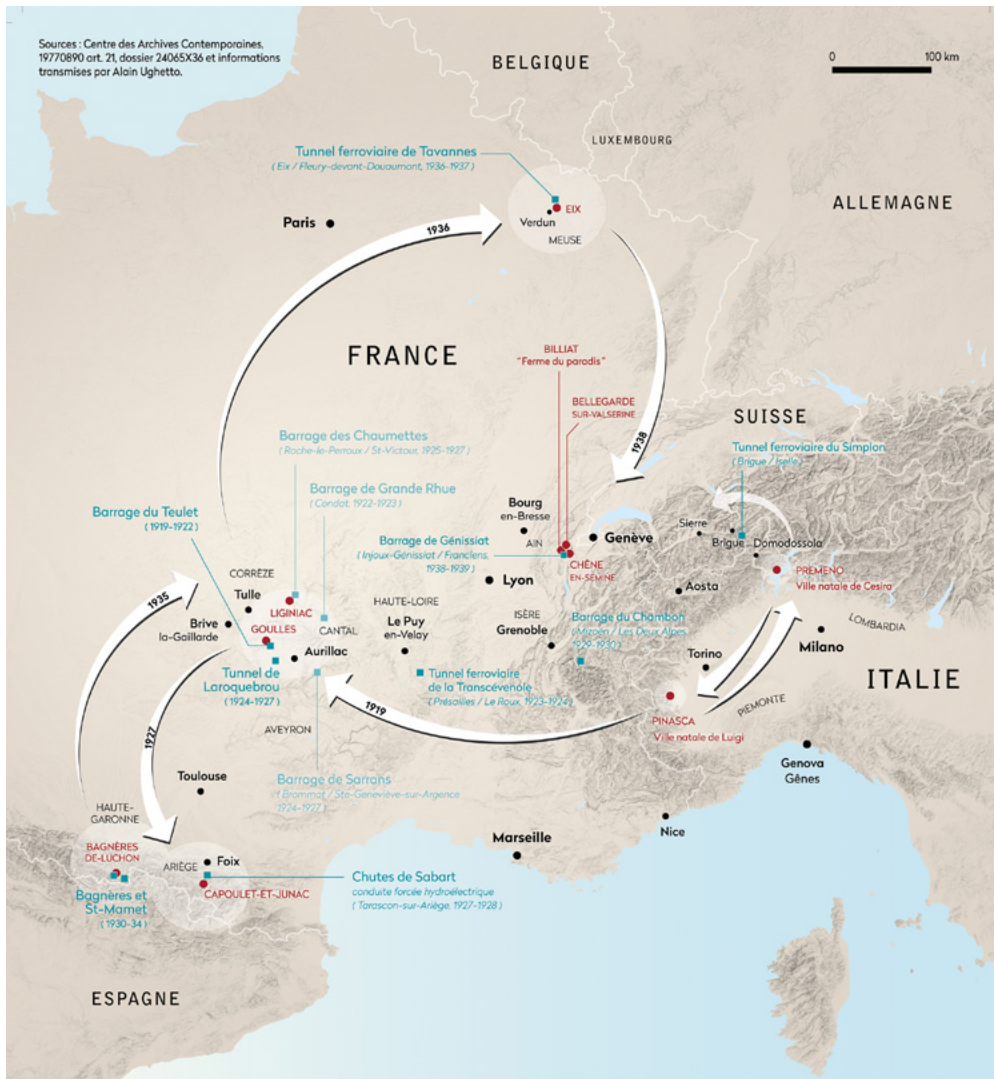 Sources : Centre des Archives Contemporaines,
19770890 art. 21, dossier 24065X36 et informations
transmises par Alain Ughetto.
0
100 km
BELGIQUE
LUXEMBOURG
ALLEMAGNE
Tunnel ferroviaire de Tavannes
( Eix / Fleury-devant-Douaumont, 1936-1937)
EIX
Verdun
MEUSE
Paris
1936
FRANCE
BILLIAT
"Ferme du paradis"
BELLEGARDE
SUR-VALSERINE
1938
SUISSE
Tunnel ferroviaire du Simplon
( Brigue / Iselle)
Barrage des Chaumettes
( Roche-le-Perroux / St-Victour, 1925-1927)
Barrage de Grande Rhue
( Condat, 1922-1923)
Barrage du Teulet
( 1919-1922)
Bourg
en-Bresse
AIN
Barrage de Génissiat
( Injoux-Génissiat / Franclens,
1938-1939)
Genève
CHÊNE
EN-SEMINE
Sierre
Brigue
Domodossola
PREMENO
Ville natale de Cesira
Lyon
Aosta
CORRÈZE
Tulle
1935
LIGINIAC
GOULLES
Brive
la-Gaillarde
CANTAL
Aurillac
HAUTE-LOIRE
Le Puy
en-Velay
ISÈRE
Grenoble
Barrage du Chambon
( Mizoën / Les Deux Alpes,
1929-1930)
LOMBARDIA
Milano
Torino
ITALIE
Tunnel de
Laroquebrou
( 1924-1927)
Tunnel ferroviaire
de la Transcévenole
( Présailles / Le Roux, 1923-1924)
PINASCA
Ville natale de Luigi
PIEMONTE
1919
1927
AVEYRON
Barrage de Sarrans
( Brommat / Ste-Geneviève-sur-Argence
1924-1927)
Genova
Gênes
Toulouse
HAUTE-
GARONNE
Nice
Marseille
BAGNÈRES
DE-LUCHON
ARIÈGE
Foix
CAPOULET-ET-JUNAC
Bagnères et
St-Mamet
( 1930-34)
Chutes de Sabart
conduite forcée hydroélectrique
( Tarascon-sur-Ariège, 1927-1928)
ESPAGNE